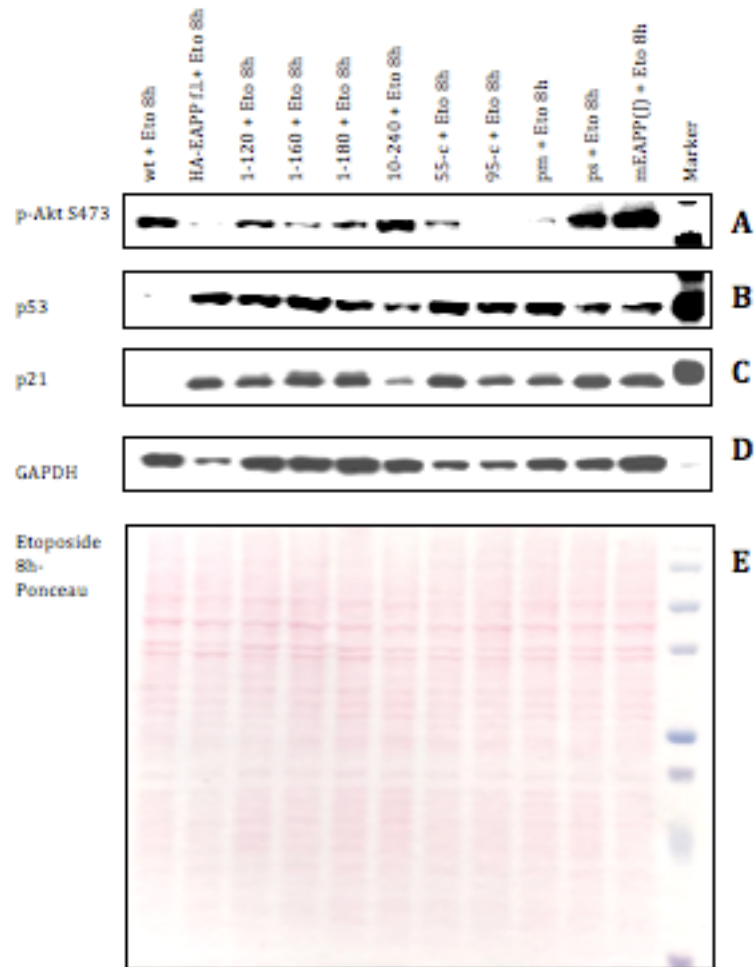 wt + Eto 8h
HA-EAPP f.l.+ Eto 8h
1-120 + Eto 8h
1-160 + Eto 8h
1-180 + Eto 8h
10-240 + Eto 8h
55-c + Eto 8h
95-c + Eto 8h
pm + Eto 8h
ps + Eto 8h
mEAPP(J) + Eto 8h
Marker
p-Akt S473
A
p53
B
p21
C
GAPDH
D
Etoposide
8h-
Ponceau
E